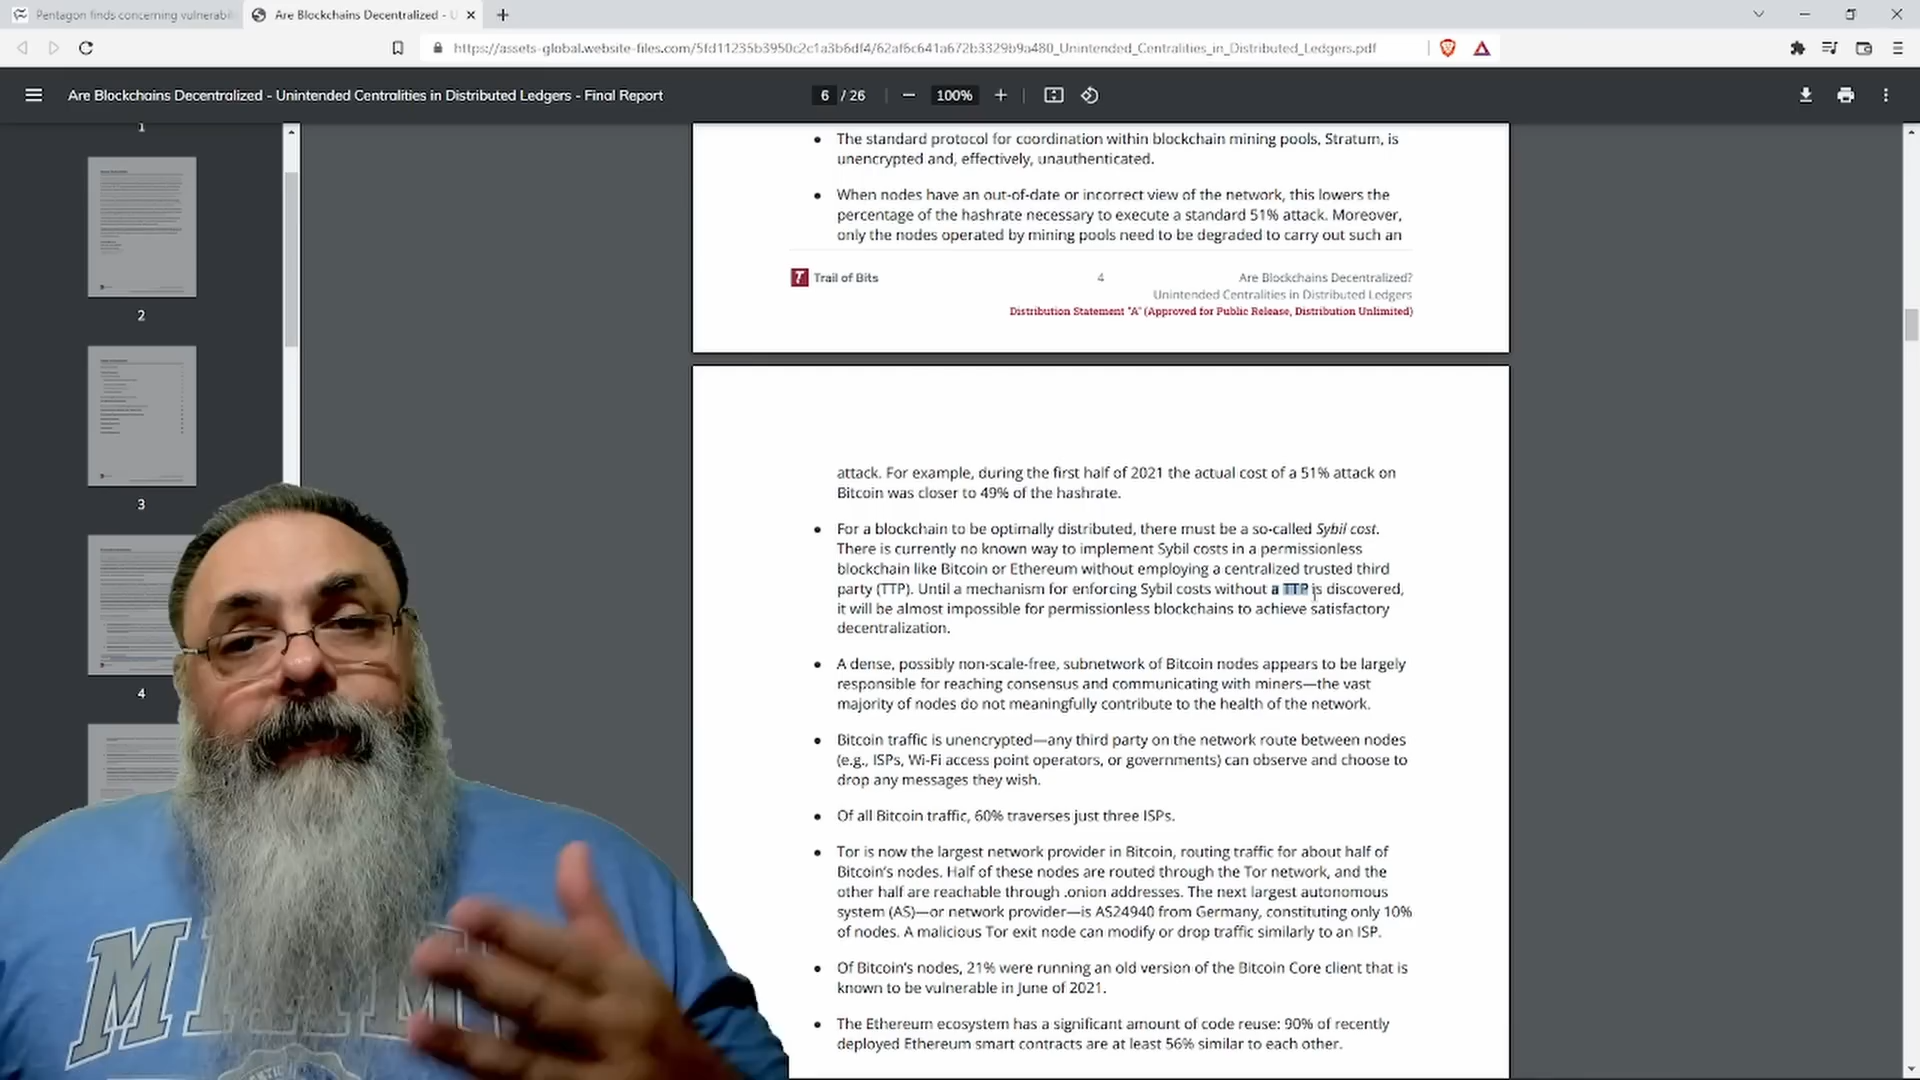 Pentagon finds concerning vulnerabili
Are Blockchains Decentralized - U
https://assets-global.website-files.com/5fd11235b3950c2c1a3b6df4/62af6c641a672b3329b9a480_Unintended_Centralities_in_Distributed_Ledgers.pdf
Are Blockchains Decentralized - Unintended Centralities in Distributed Ledgers - Final Report
6 / 26
100%
1
2
3
4
• The standard protocol for coordination within blockchain mining pools, Stratum, is
unencrypted and, effectively, unauthenticated.
• When nodes have an out-of-date or incorrect view of the network, this lowers the
percentage of the hashrate necessary to execute a standard 51% attack. Moreover,
only the nodes operated by mining pools need to be degraded to carry out such an
T Trail of Bits
4
Are Blockchains Decentralized?
Unintended Centralities in Distributed Ledgers
Distribution Statement "A" (Approved for Public Release, Distribution Unlimited)
attack. For example, during the first half of 2021 the actual cost of a 51% attack on
Bitcoin was closer to 49% of the hashrate.
• For a blockchain to be optimally distributed, there must be a so-called Sybil cost.
There is currently no known way to implement Sybil costs in a permissionless
blockchain like Bitcoin or Ethereum without employing a centralized trusted third
party (TTP). Until a mechanism for enforcing Sybil costs without a TTP is discovered,
it will be almost impossible for permissionless blockchains to achieve satisfactory
decentralization.
• A dense, possibly non-scale-free, subnetwork of Bitcoin nodes appears to be largely
responsible for reaching consensus and communicating with miners—the vast
majority of nodes do not meaningfully contribute to the health of the network.
• Bitcoin traffic is unencrypted—any third party on the network route between nodes
(e.g., ISPs, Wi-Fi access point operators, or governments) can observe and choose to
drop any messages they wish.
• Of all Bitcoin traffic, 60% traverses just three ISPs.
• Tor is now the largest network provider in Bitcoin, routing traffic for about half of
Bitcoin's nodes. Half of these nodes are routed through the Tor network, and the
other half are reachable through .onion addresses. The next largest autonomous
system (AS)—or network provider—is AS24940 from Germany, constituting only 10%
of nodes. A malicious Tor exit node can modify or drop traffic similarly to an ISP.
• Of Bitcoin's nodes, 21% were running an old version of the Bitcoin Core client that is
known to be vulnerable in June of 2021.
• The Ethereum ecosystem has a significant amount of code reuse: 90% of recently
deployed Ethereum smart contracts are at least 56% similar to each other.